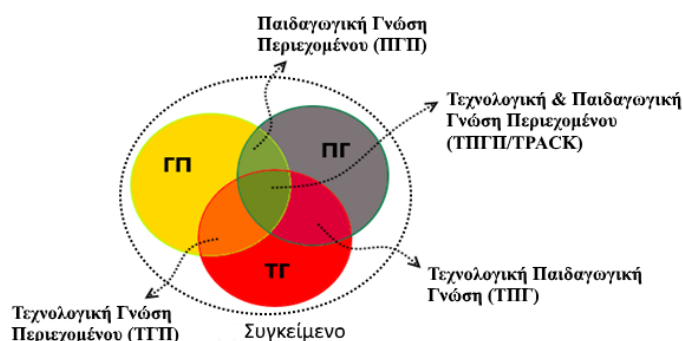 Παιδαγωγική Γνώση
Περιεχομένου (ΠΓΠ)
Τεχνολογική & Παιδαγωγική
Γνώση Περιεχομένου
(ΤΠΓΠ/TPACK)
ΓΠ
ΠΓ
ΤΓ
Τεχνολογική Παιδαγωγική
Γνώση (ΤΠΓ)
Τεχνολογική Γνώση
Περιεχομένου (ΤΓΠ)
Συγκείμενο